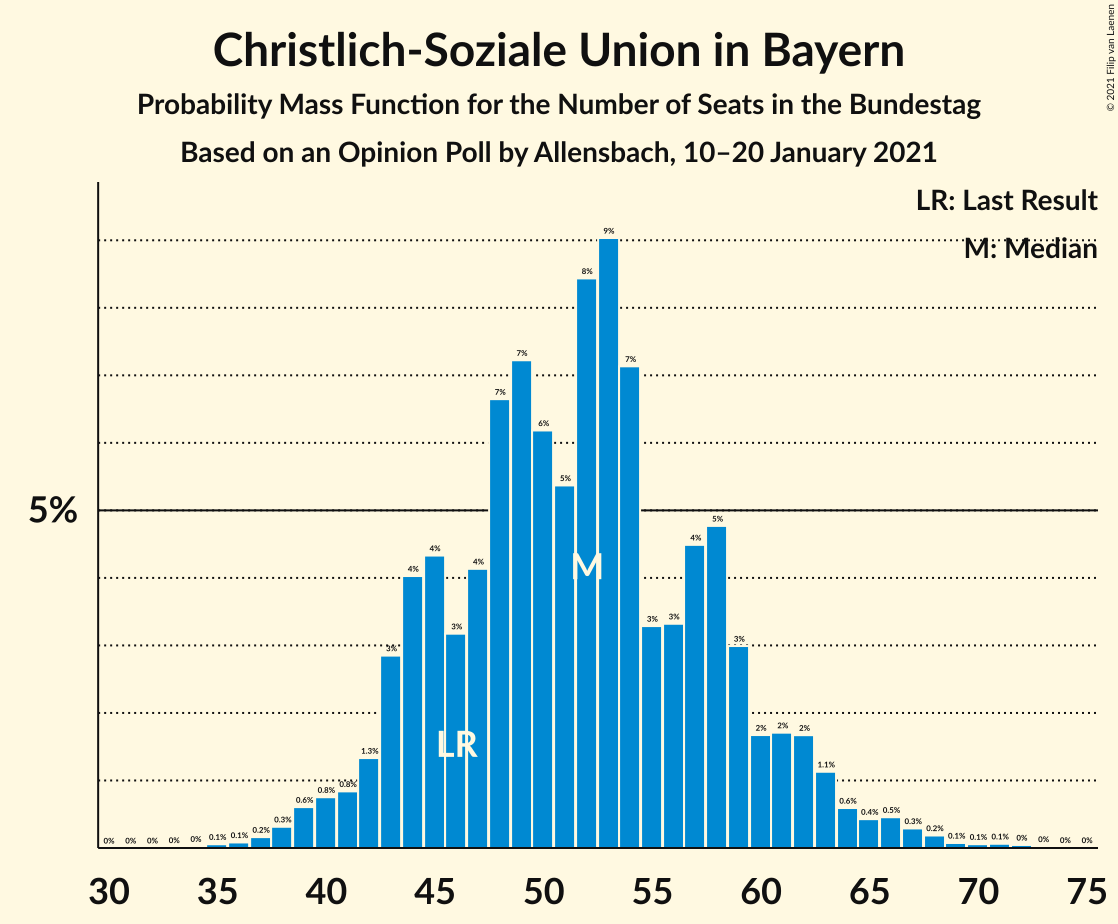 Christlich-Soziale Union in Bayern
Probability Mass Function for the Number of Seats in the Bundestag
Based on an Opinion Poll by Allensbach, 10–20 January 2021
© 2021 Filip van Laenen
LR: Last Result
M: Median
5%
0% 0% 0% 0% 0% 0.1% 0.1% 0.2% 0.3% 0.6% 0.8% 0.8% 1.3% 3% 4% 4% 3% 4% 7% 7% 6% 5% 8% 9% 7% 3% 3% 4% 5% 3% 2% 2% 2% 1.1% 0.6% 0.4% 0.5% 0.3% 0.2% 0.1% 0.1% 0.1% 0% 0% 0% 0%
M
LR
30 35 40 45 50 55 60 65 70 75